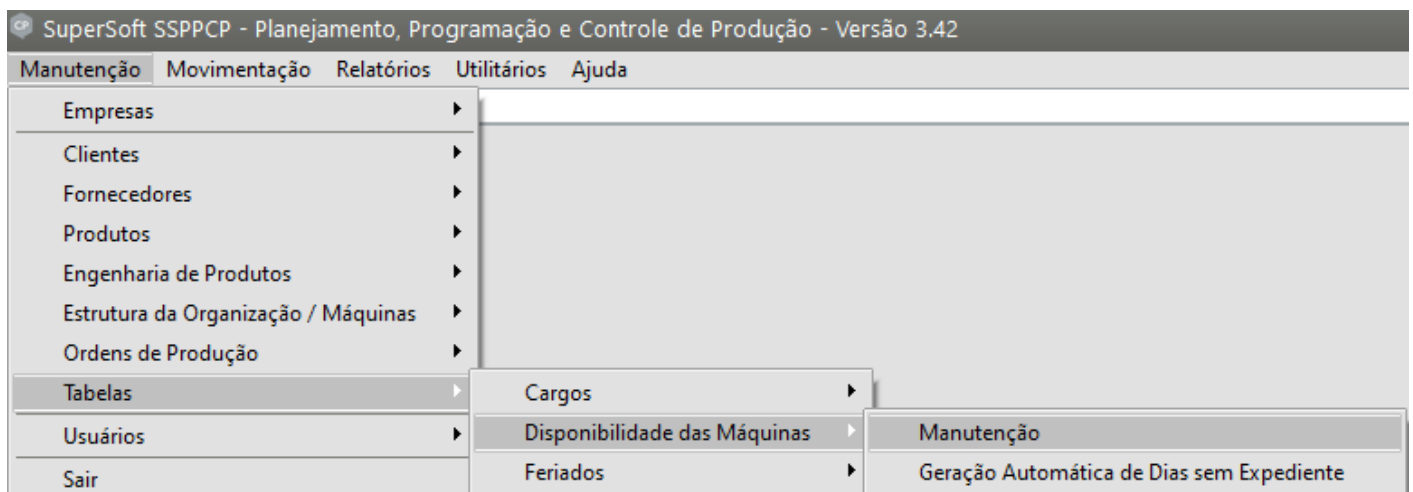 SuperSoft SSPPCP - Planejamento, Programação e Controle de Produção - Versão 3.42
Manutenção Movimentação Relatórios Utilitários Ajuda
Empresas
Clientes
Fornecedores
Produtos
Engenharia de Produtos
Estrutura da Organização / Máquinas
Ordens de Produção
Tabelas
Usuários
Sair
Cargos
Disponibilidade das Máquinas
Feriados
Manutenção
Geração Automática de Dias sem Expediente